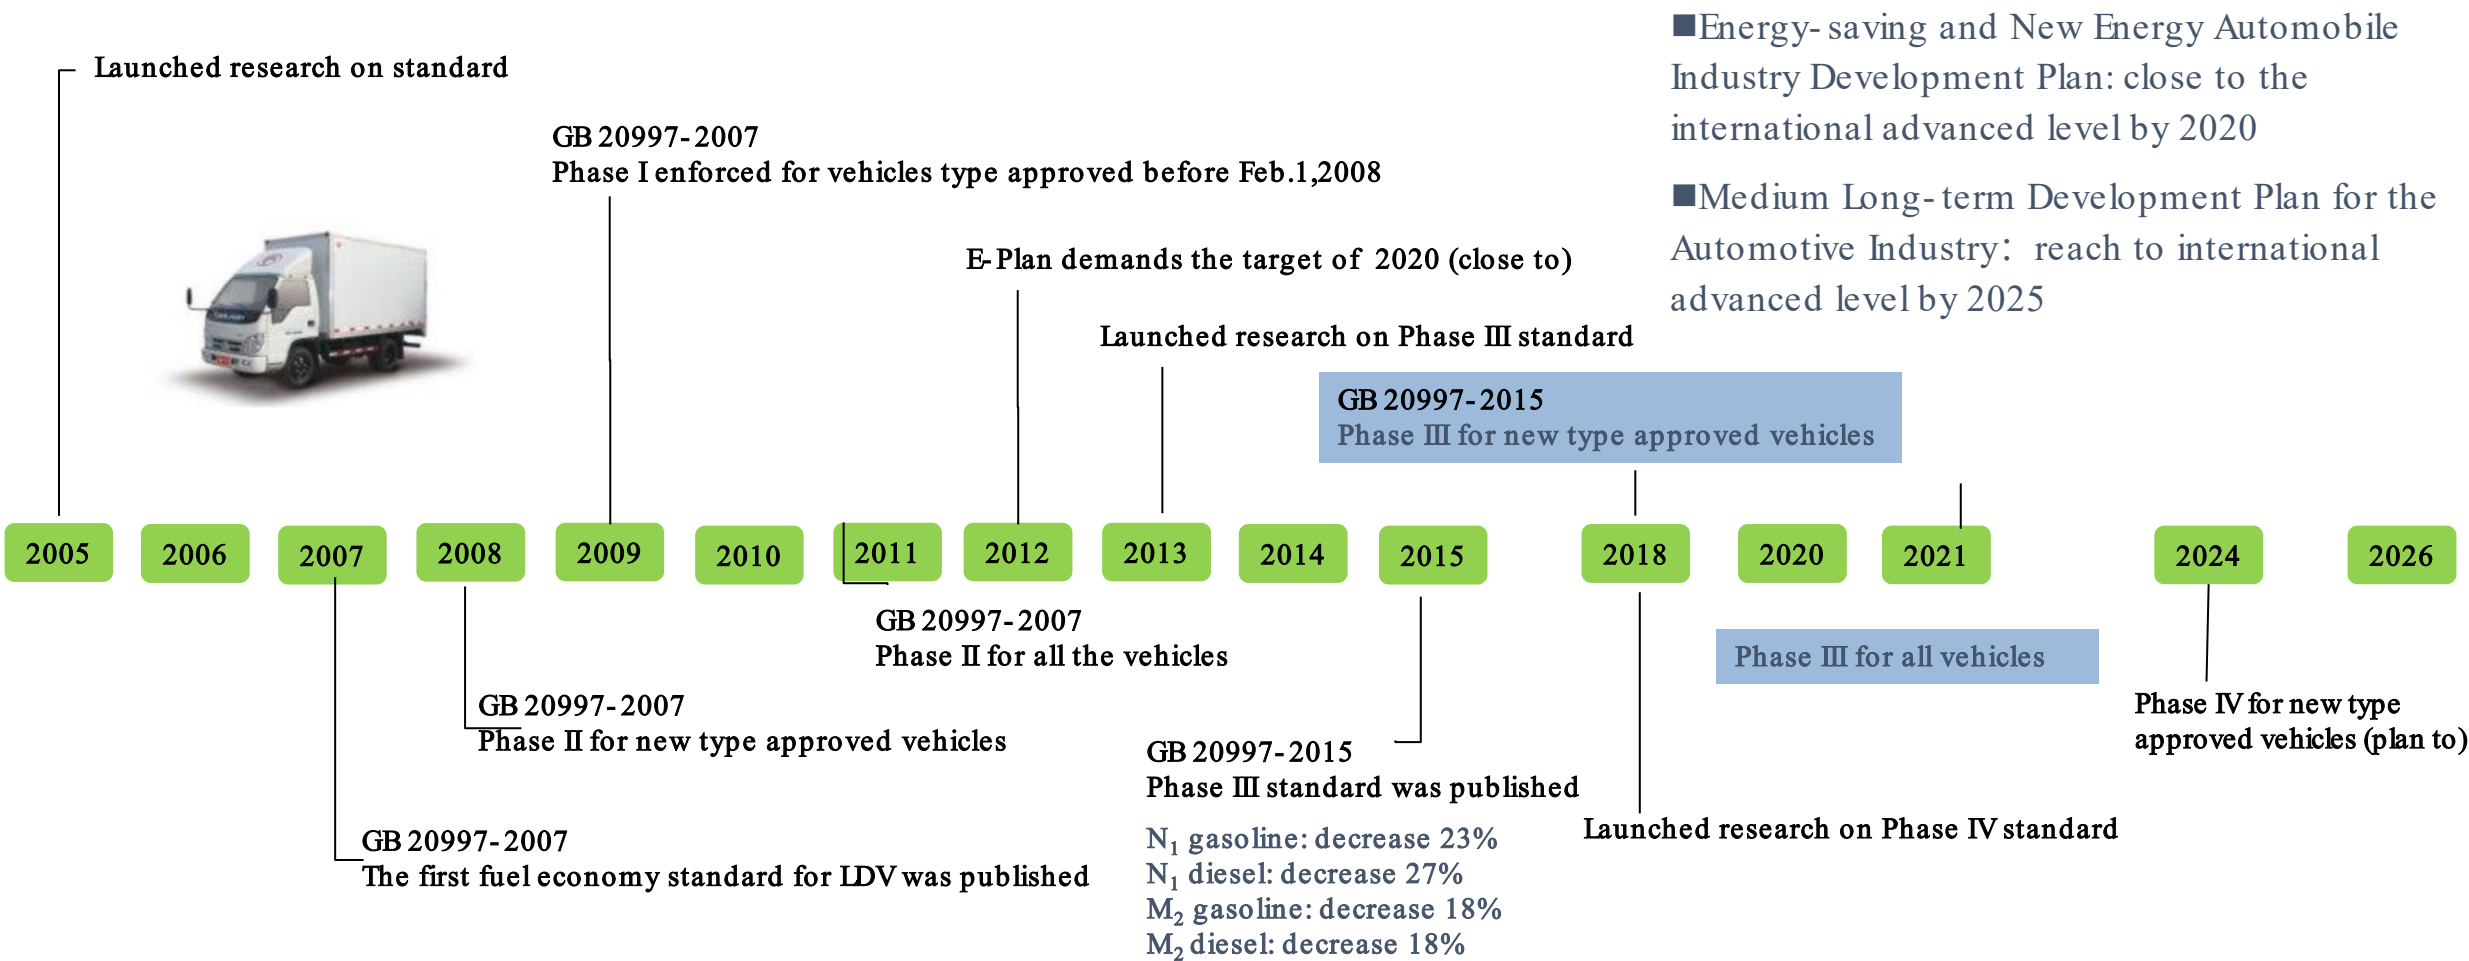 ■Energy-saving and New Energy Automobile
Industry Development Plan: close to the
international advanced level by 2020
■Medium Long-term Development Plan for the
Automotive Industry: reach to international
advanced level by 2025
Launched research on standard
GB 20997-2007
Phase I enforced for vehicles type approved before Feb.1,2008
E-Plan demands the target of 2020 (close to)
Launched research on Phase III standard
GB 20997-2015
Phase III for new type approved vehicles
2005
2006
2007
2008
2009
2010
2011
2012
2013
2014
2015
2018
2020
2021
2024
2026
GB 20997-2007
Phase II for all the vehicles
Phase III for all vehicles
GB 20997-2007
Phase II for new type approved vehicles
Phase IV for new type
approved vehicles (plan to)
GB 20997-2015
Phase III standard was published
N₁ gasoline: decrease 23%
N₁ diesel: decrease 27%
M₂ gasoline: decrease 18%
M₂ diesel: decrease 18%
Launched research on Phase IV standard
GB 20997-2007
The first fuel economy standard for LDV was published